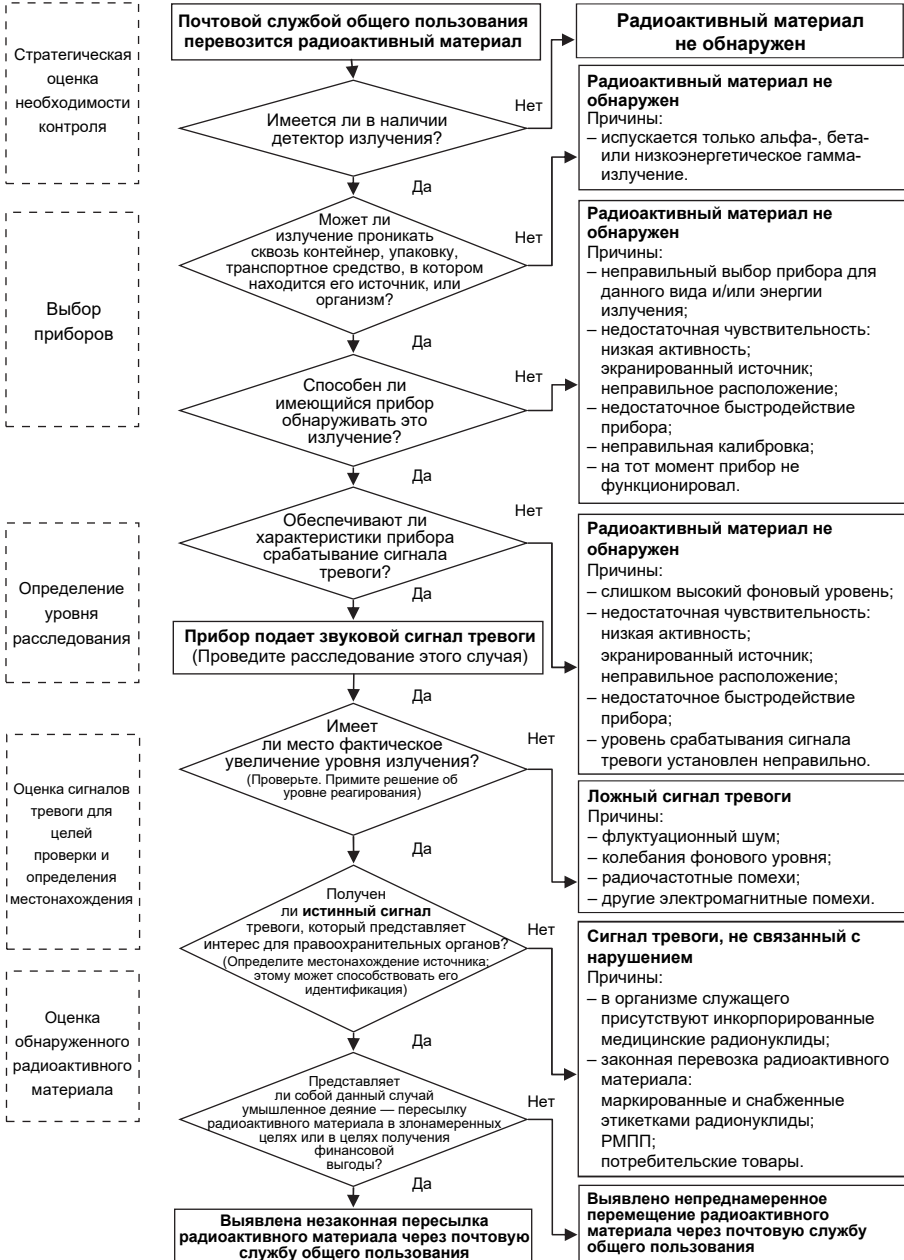 Стратегическая
оценка
необходимости
контроля
Почтовой службой общего пользования
перевозится радиоактивный материал
Радиоактивный материал
не обнаружен
Имеется ли в наличии
детектор излучения?
Нет
Да
Радиоактивный материал не
обнаружен
Причины:
– испускается только альфа-, бета-
или низкоэнергетическое гамма-
излучение.
Выбор
приборов
Может ли
излучение проникать
сквозь контейнер, упаковку,
транспортное средство, в котором
находится его источник, или
организм?
Нет
Да
Радиоактивный материал не
обнаружен
Причины:
– неправильный выбор прибора для
данного вида и/или энергии
излучения;
– недостаточная чувствительность:
низкая активность;
экранированный источник;
неправильное расположение;
– недостаточное быстродействие
прибора;
– неправильная калибровка;
– на тот момент прибор не
функционировал.
Способен ли
имеющийся прибор
обнаруживать это
излучение?
Нет
Да
Определение
уровня
расследования
Обеспечивают ли
характеристики прибора
срабатывание сигнала
тревоги?
Нет
Да
Радиоактивный материал не
обнаружен
Причины:
– слишком высокий фоновый уровень;
– недостаточная чувствительность:
низкая активность;
экранированный источник;
неправильное расположение;
– недостаточное быстродействие
прибора;
– уровень срабатывания сигнала
тревоги установлен неправильно.
Прибор подает звуковой сигнал тревоги
(Проведите расследование этого случая)
Да
Оценка сигналов
тревоги для
целей
проверки и
определения
местонахождения
Имеет
ли место фактическое
увеличение уровня излучения?
(Проверьте. Примите решение об
уровне реагирования)
Нет
Да
Ложный сигнал тревоги
Причины:
– флуктуационный шум;
– колебания фонового уровня;
– радиочастотные помехи;
– другие электромагнитные помехи.
Получен
ли истинный сигнал
тревоги, который представляет
интерес для правоохранительных органов?
(Определите местонахождение источника;
этому может способствовать его
идентификация)
Нет
Да
Сигнал тревоги, не связанный с
нарушением
Причины:
– в организме служащего
присутствуют инкорпорированные
медицинские радионуклиды;
– законная перевозка радиоактивного
материала:
маркированные и снабженные
этикетками радионуклиды;
РМПП;
потребительские товары.
Оценка
обнаруженного
радиоактивного
материала
Представляет
ли собой данный случай
умышленное деяние — пересылку
радиоактивного материала в злонамеренных
целях или в целях получения
финансовой
выгоды?
Нет
Да
Выявлена незаконная пересылка
радиоактивного материала через почтовую
службу общего пользования
Выявлено непреднамеренное
перемещение радиоактивного
материала через почтовую службу
общего пользования